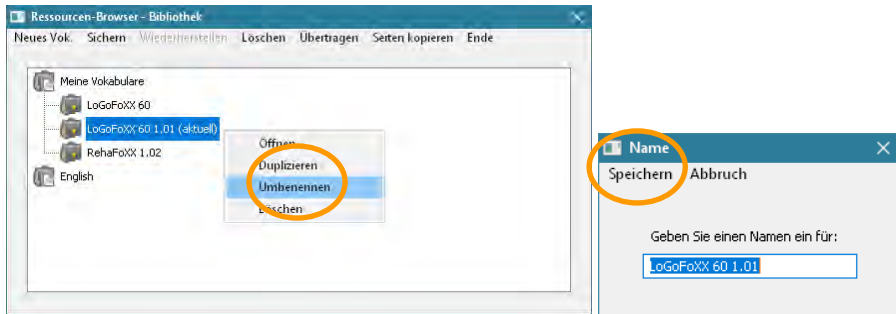 Ressourcen-Browser - Bibliothek
Neues Vok. Sichern Wiederherstellen Löschen Übertragen Seiten kopieren Ende
Meine Vokabulare
LoGoFoXX 60
LoGoFoXX 60 1.01 (aktuell)
RehaFoXX 1.02
English
Öffnen
Duplizieren
Umbenennen
Löschen
Name
Speichern Abbruch
Geben Sie einen Namen ein für:
LoGoFoXX 60 1.01